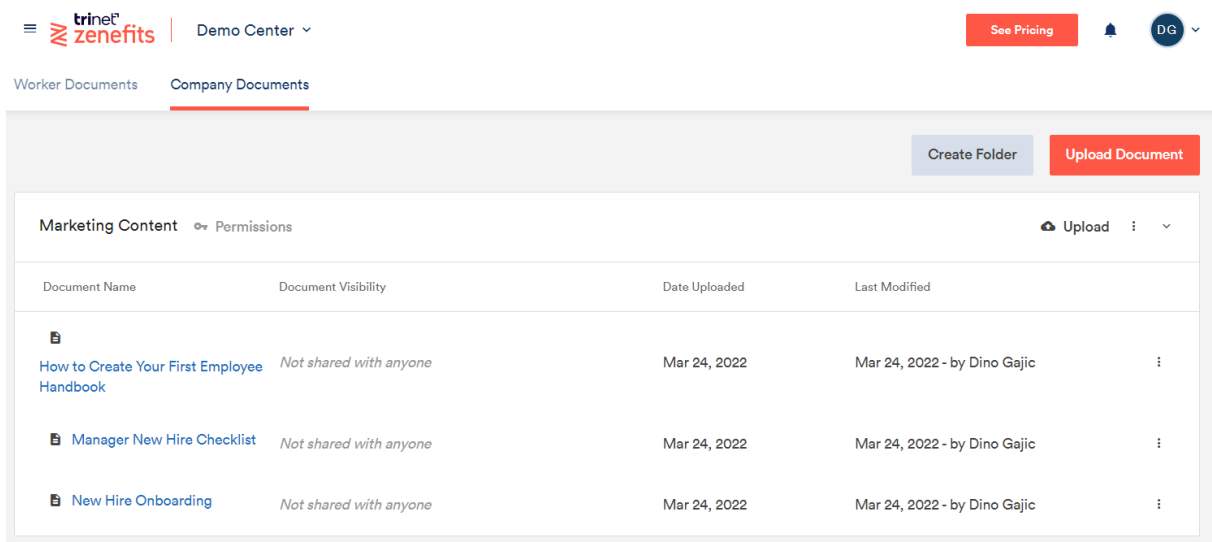 trinet
zenefits
Demo Center
See Pricing
DG
Worker Documents
Company Documents
Create Folder
Upload Document
Marketing Content
Permissions
Upload
Document Name
Document Visibility
Date Uploaded
Last Modified
How to Create Your First Employee
Handbook
Not shared with anyone
Mar 24, 2022
Mar 24, 2022 - by Dino Gajic
Manager New Hire Checklist
Not shared with anyone
Mar 24, 2022
Mar 24, 2022 - by Dino Gajic
New Hire Onboarding
Not shared with anyone
Mar 24, 2022
Mar 24, 2022 - by Dino Gajic